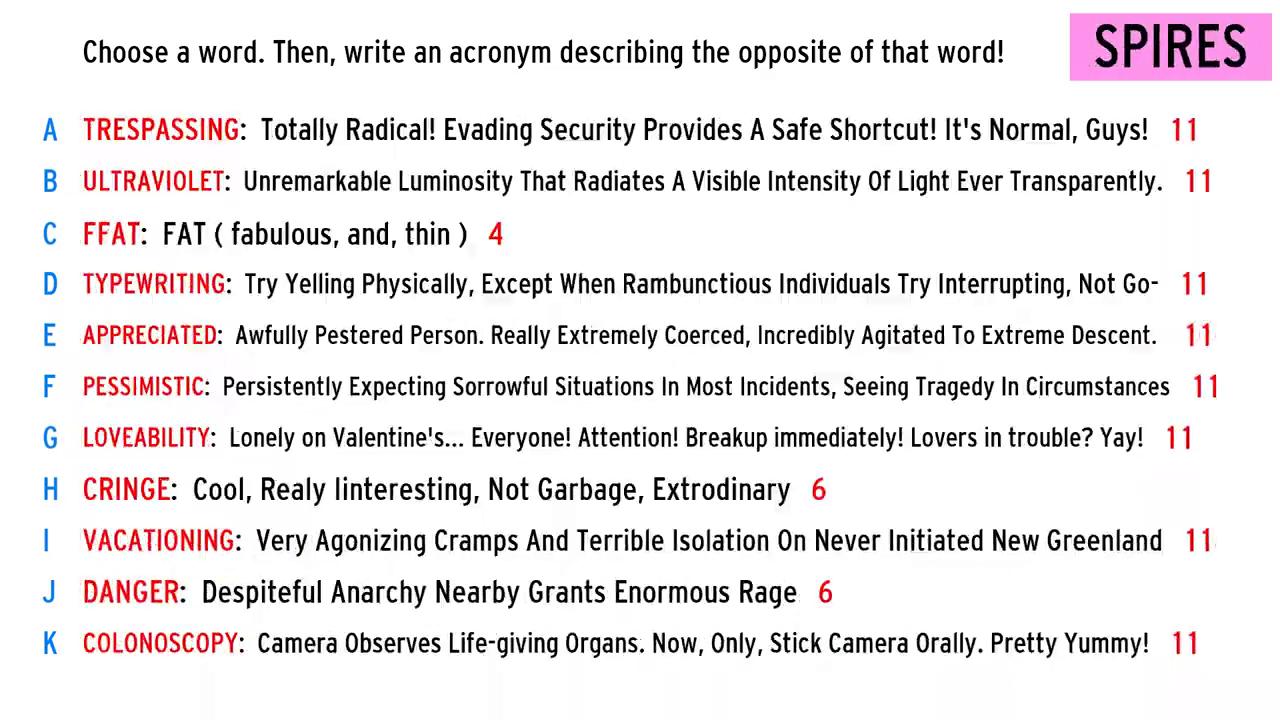 Choose a word. Then, write an acronym describing the opposite of that word!
SPIRES
A TRESPASSING: Totally Radical! Evading Security Provides A Safe Shortcut! It's Normal, Guys! 11
B ULTRAVIOLET: Unremarkable Luminosity That Radiates A Visible Intensity Of Light Ever Transparently. 11
C FFAT: FAT ( fabulous, and, thin ) 4
D TYPEWRITING: Try Yelling Physically, Except When Rambunctious Individuals Try Interrupting, Not Go- 11
E APPRECIATED: Awfully Pestered Person. Really Extremely Coerced, Incredibly Agitated To Extreme Descent. 11
F PESSIMISTIC: Persistently Expecting Sorrowful Situations In Most Incidents, Seeing Tragedy In Circumstances 11
G LOVEABILITY: Lonely on Valentine's... Everyone! Attention! Breakup immediately! Lovers in trouble? Yay! 11
H CRINGE: Cool, Realy Iinteresting, Not Garbage, Extrodinary 6
I VACATIONING: Very Agonizing Cramps And Terrible Isolation On Never Initiated New Greenland 11
J DANGER: Despiteful Anarchy Nearby Grants Enormous Rage 6
K COLONOSCOPY: Camera Observes Life-giving Organs. Now, Only, Stick Camera Orally. Pretty Yummy! 11